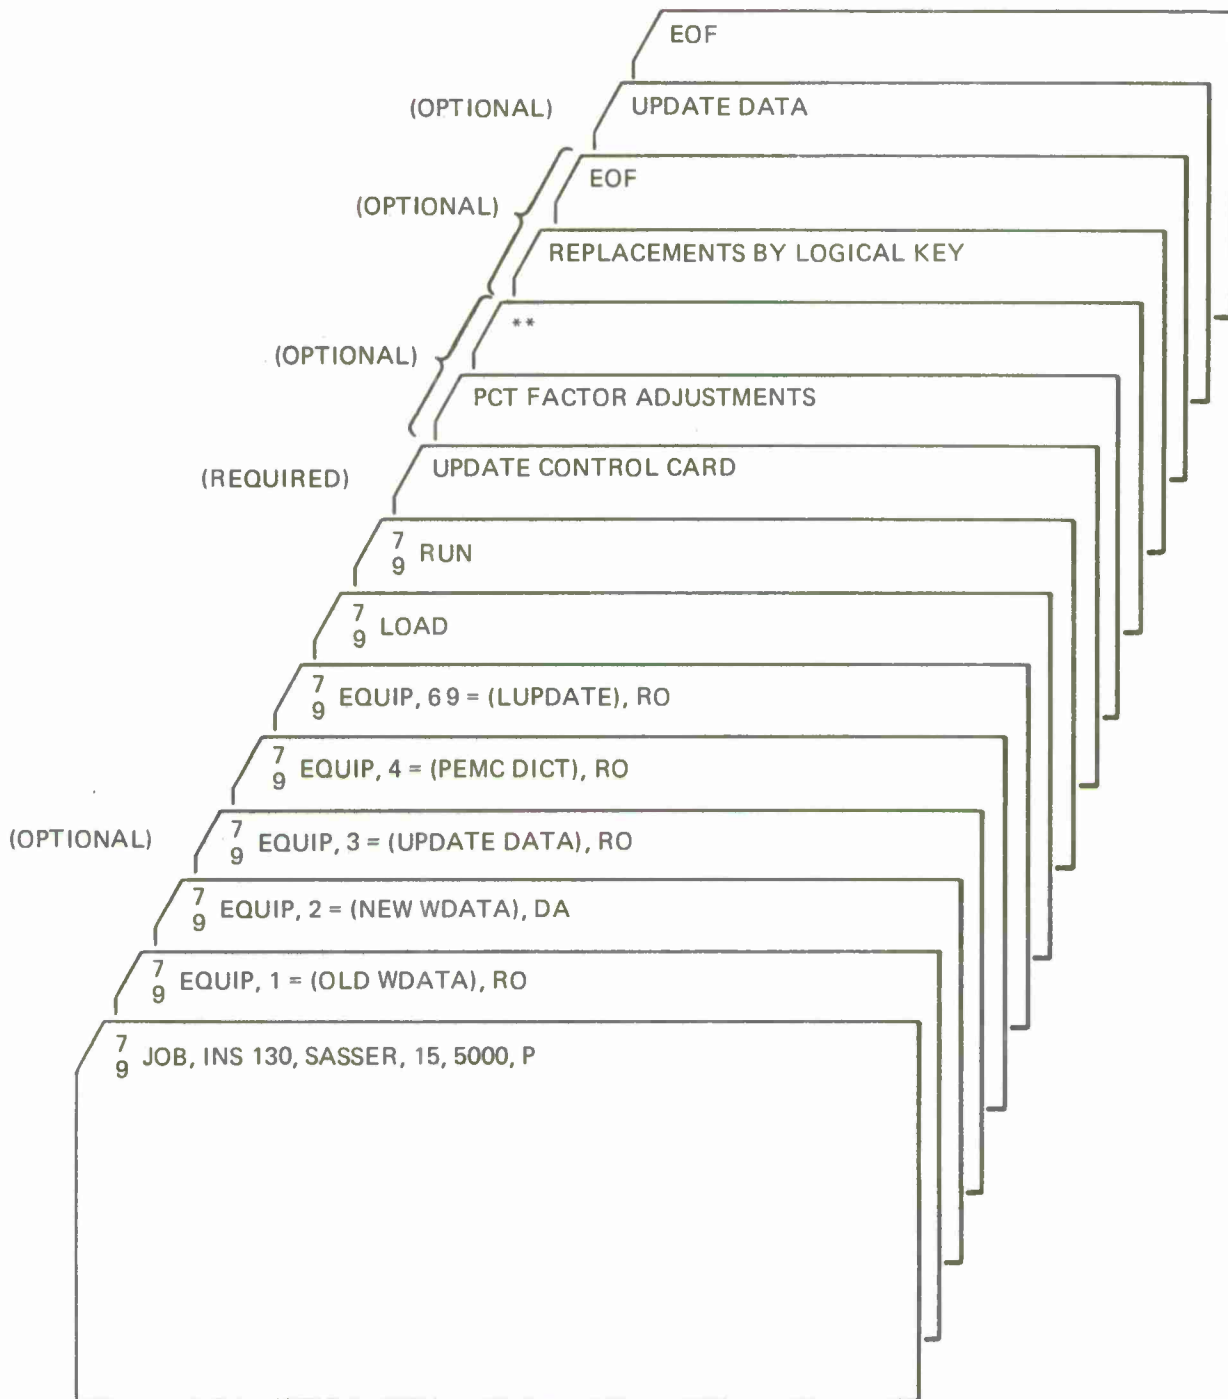 EOF
(OPTIONAL) UPDATE DATA
EOF
(OPTIONAL)
REPLACEMENTS BY LOGICAL KEY
**
(OPTIONAL)
PCT FACTOR ADJUSTMENTS
(REQUIRED) UPDATE CONTROL CARD
7
9 RUN
7
9 LOAD
7
9 EQUIP, 69 = (LUPDATE), RO
7
9 EQUIP, 4 = (PEMC DICT), RO
(OPTIONAL) 7
9 EQUIP, 3 = (UPDATE DATA), RO
7
9 EQUIP, 2 = (NEW WDATA), DA
7
9 EQUIP, 1 = (OLD WDATA), RO
7
9 JOB, INS 130, SASSER, 15, 5000, P